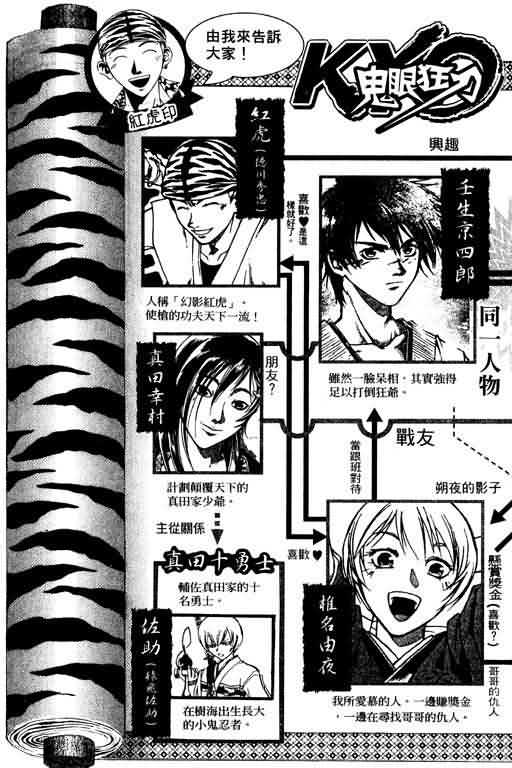 由我來告訴
大家！
紅虎印
KYO
鬼眼狂刀
興趣
紅虎
（德川秀忠）
喜歡♥是這
樣就好了。
壬生京四郎
人稱「幻影紅虎」，
使槍的功夫天下一流！
同一人物
雖然一臉呆相，其實強得
足以打倒狂爺。
真田幸村
朋友？
計劃顛覆天下的
真田家少爺。
戰友
當跟班對待
朔夜的影子
主從關係
喜歡♥
真田十勇士
輔佐真田家的十
名勇士。
佐助
（猿飛佐助）
在樹海出生長大
的小鬼忍者。
椎名由夜
懸賞獎金（喜歡？）
哥哥的仇人
我所愛慕的人。一邊賺獎金
，一邊在尋找哥哥的仇人。